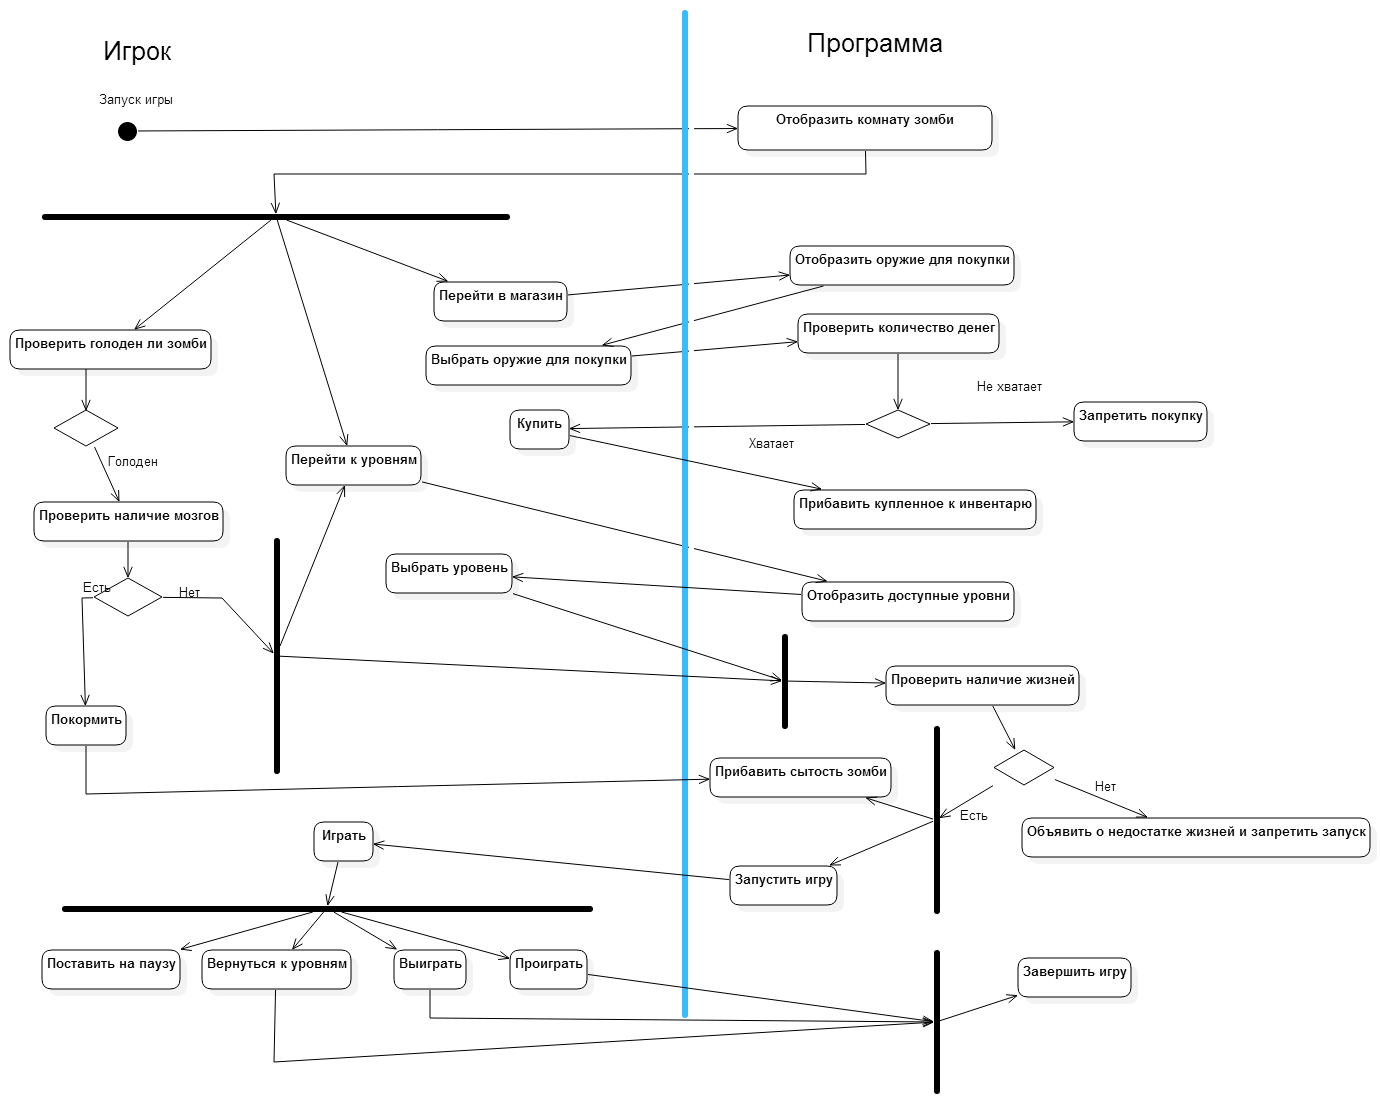 Игрок
Программа
Запуск игры
Отобразить комнату зомби
Отобразить оружие для покупки
Перейти в магазин
Проверить количество денег
Проверить голоден ли зомби
Выбрать оружие для покупки
Не хватает
Запретить покупку
Купить
Хватает
Перейти к уровням
Голоден
Прибавить купленное к инвентарю
Проверить наличие мозгов
Выбрать уровень
Есть
Нет
Отобразить доступные уровни
Проверить наличие жизней
Покормить
Прибавить сытость зомби
Нет
Есть
Объявить о недостатке жизней и запретить запуск
Играть
Запустить игру
Поставить на паузу
Вернуться к уровням
Выиграть
Проиграть
Завершить игру